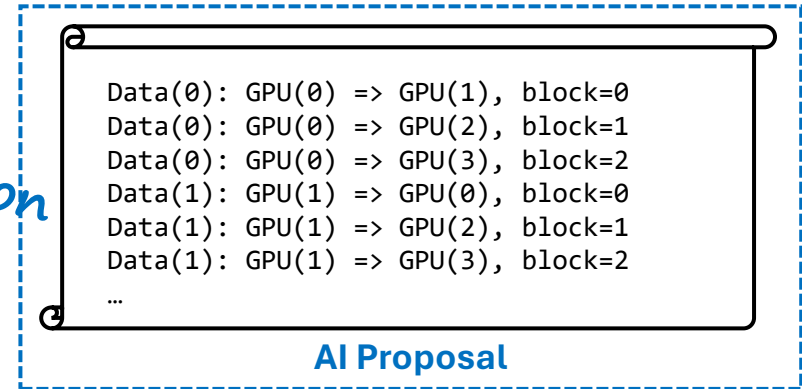 Data(0): GPU(0) => GPU(1), block=0
Data(0): GPU(0) => GPU(2), block=1
Data(0): GPU(0) => GPU(3), block=2
Data(1): GPU(1) => GPU(0), block=0
on
Data(1): GPU(1) => GPU(2), block=1
Data(1): GPU(1) => GPU(3), block=2
…
AI Proposal